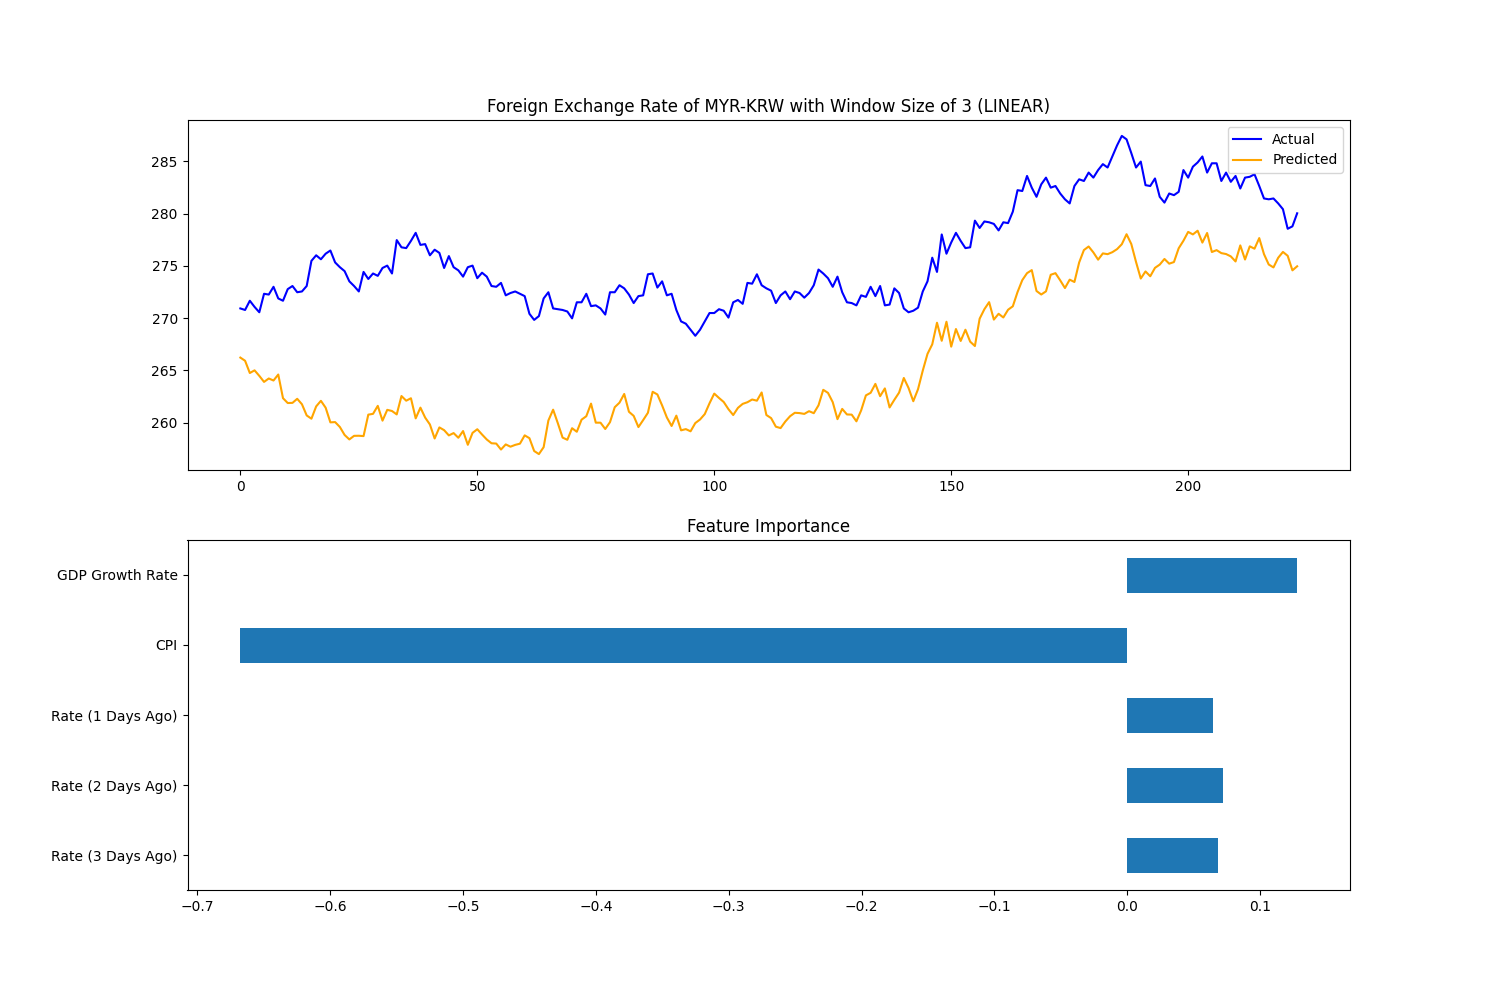 Foreign Exchange Rate of MYR-KRW with Window Size of 3 (LINEAR)
Actual
Predicted
285
280
275
270
265
260
0 50 100 150 200
Feature Importance
GDP Growth Rate
CPI
Rate (1 Days Ago)
Rate (2 Days Ago)
Rate (3 Days Ago)
−0.7 −0.6 −0.5 −0.4 −0.3 −0.2 −0.1 0.0 0.1